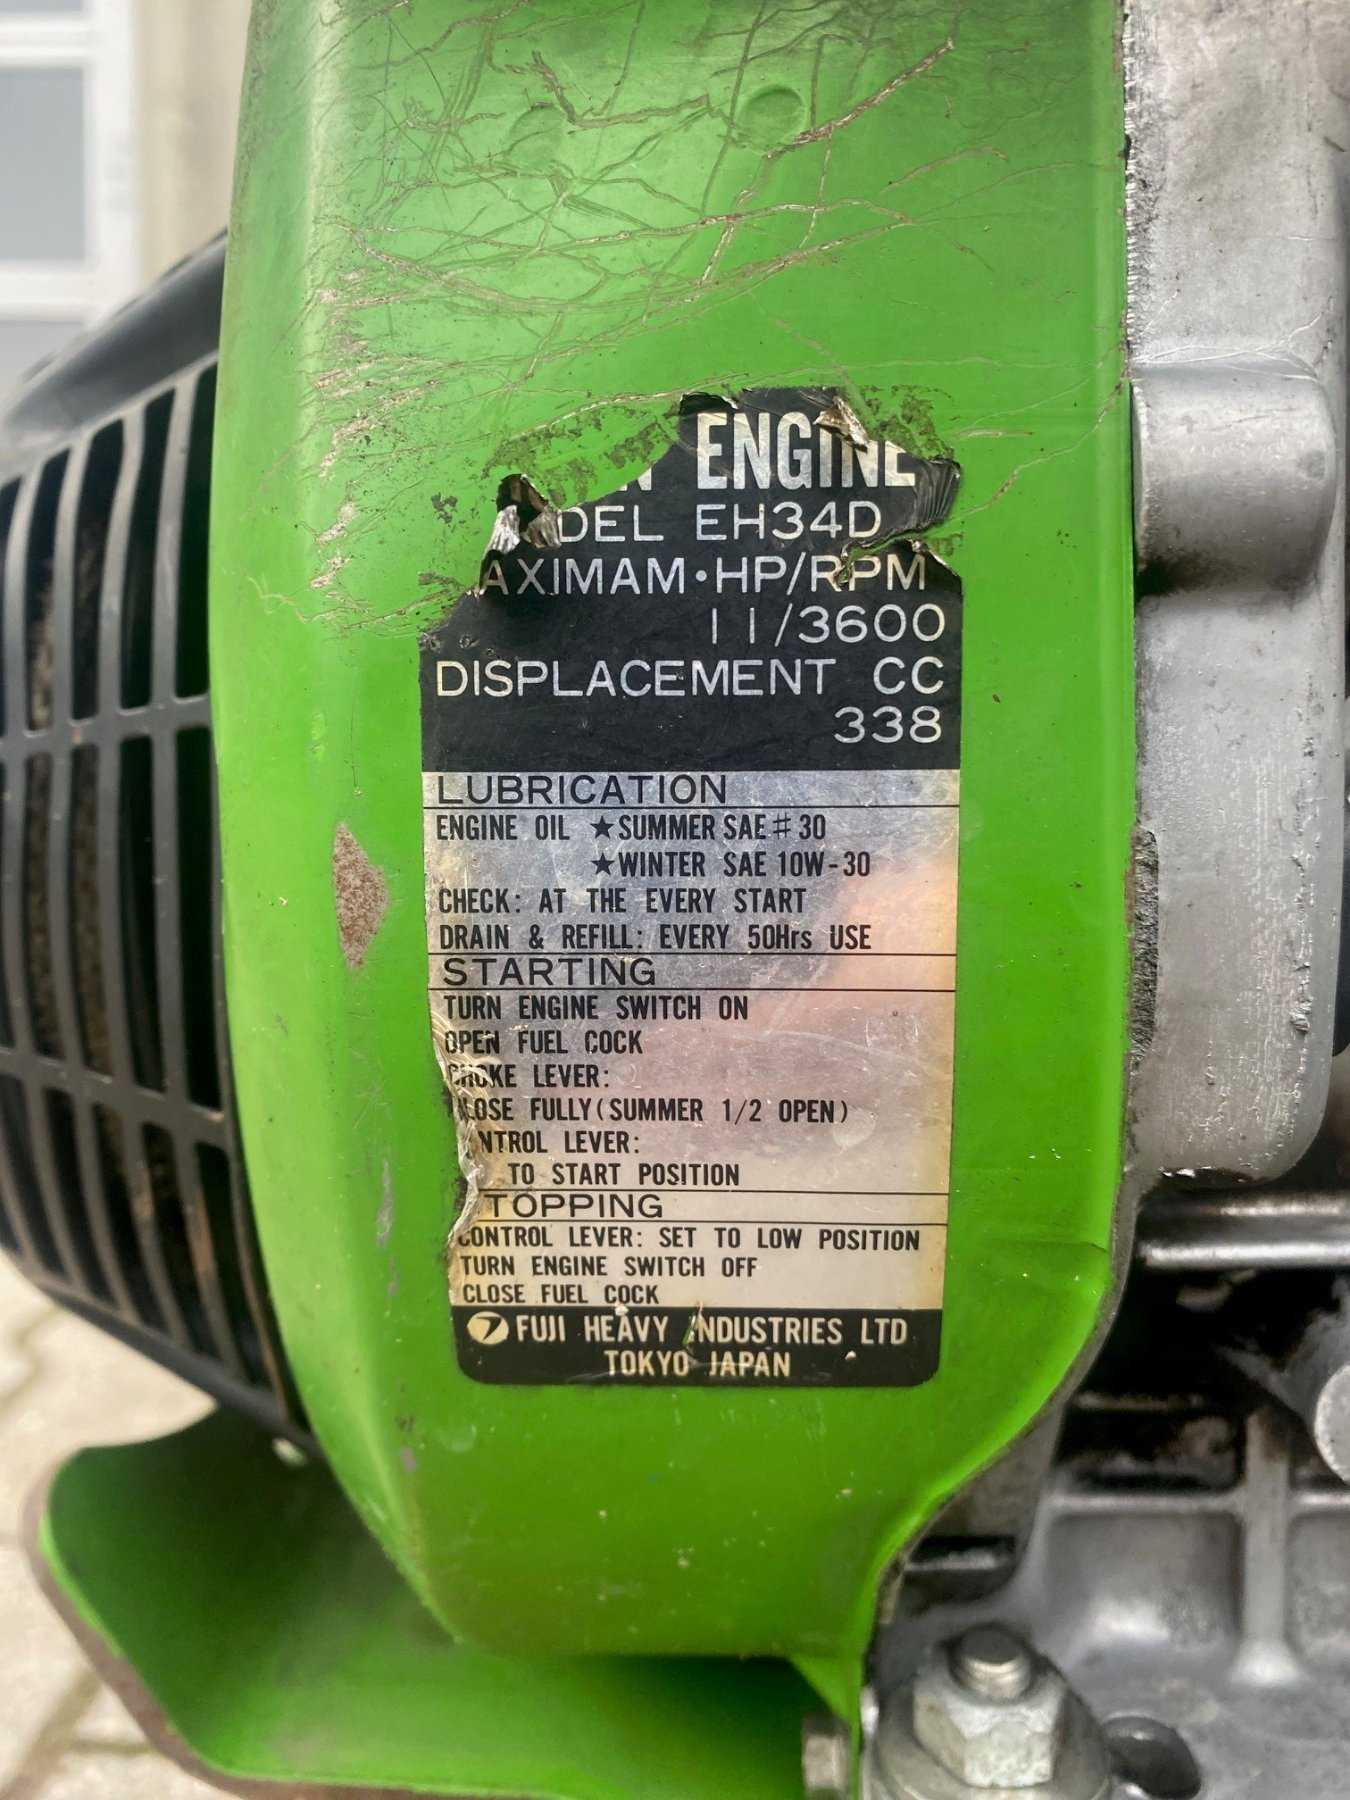 ENGINE
DEL EH34D
AXIMAM·HP/RPM
11/3600
DISPLACEMENT CC
338
LUBRICATION
ENGINE OIL ★SUMMER SAE#30
★WINTER SAE 10W-30
CHECK: AT THE EVERY START
DRAIN & REFILL: EVERY 50Hrs USE
STARTING
TURN ENGINE SWITCH ON
OPEN FUEL COCK
CHOKE LEVER:
LOSE FULLY(SUMMER 1/2 OPEN)
NTROL LEVER:
TO START POSITION
TOPPING
CONTROL LEVER: SET TO LOW POSITION
TURN ENGINE SWITCH OFF
CLOSE FUEL COCK
FUJI HEAVY INDUSTRIES LTD
TOKYO JAPAN